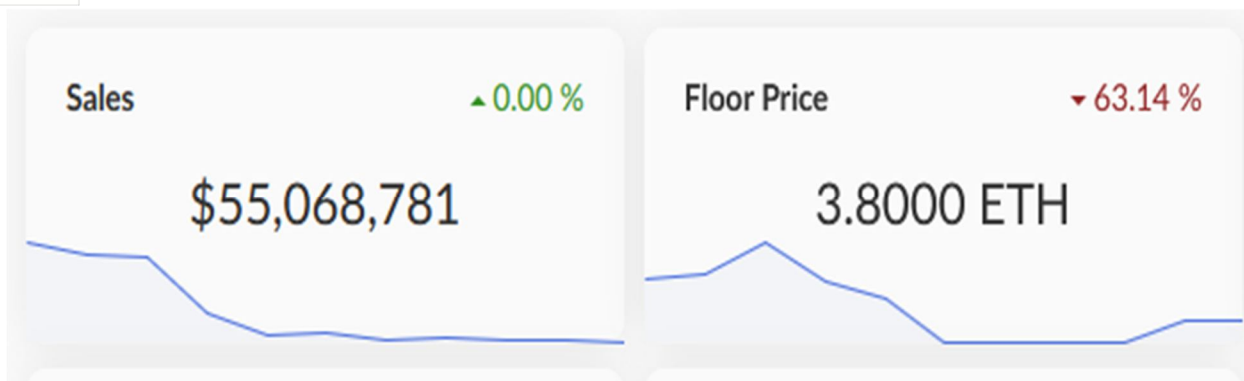 Sales ▲ 0.00 %
$55,068,781
Floor Price ▼ 63.14 %
3.8000 ETH